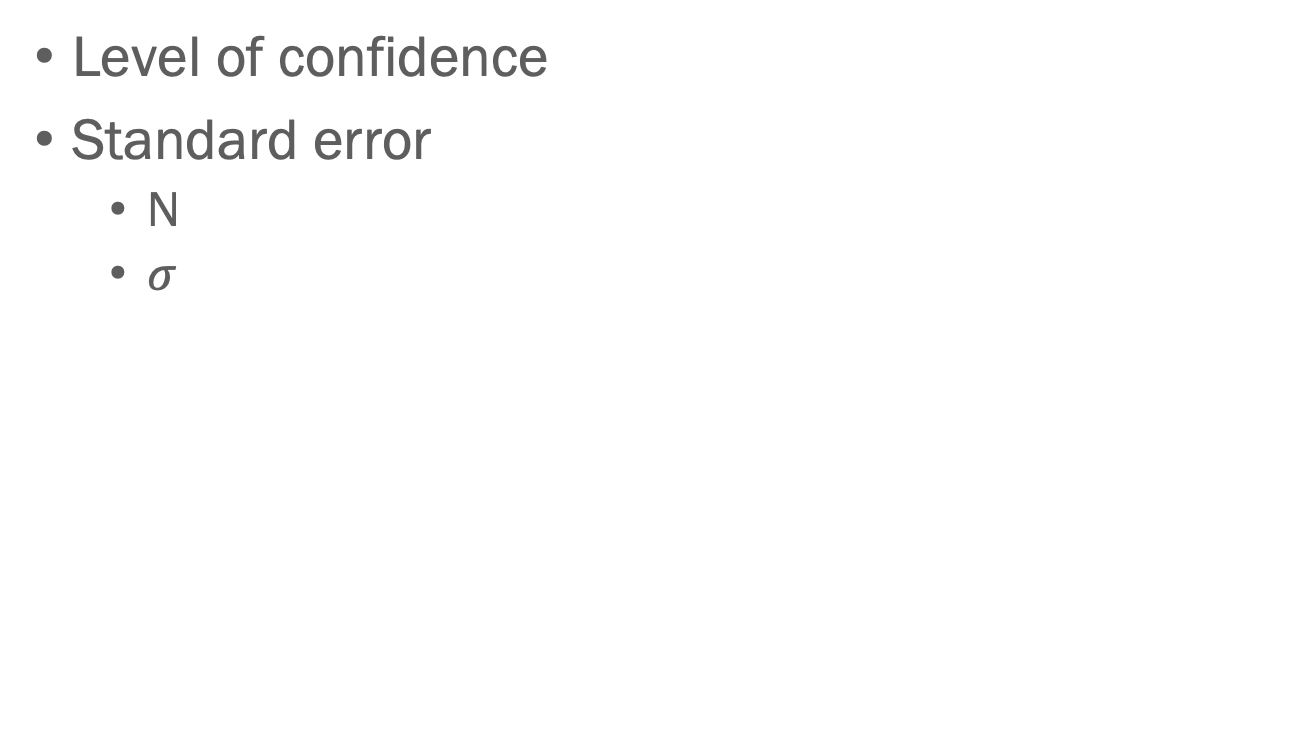 • Level of confidence
• Standard error
• N
• σ